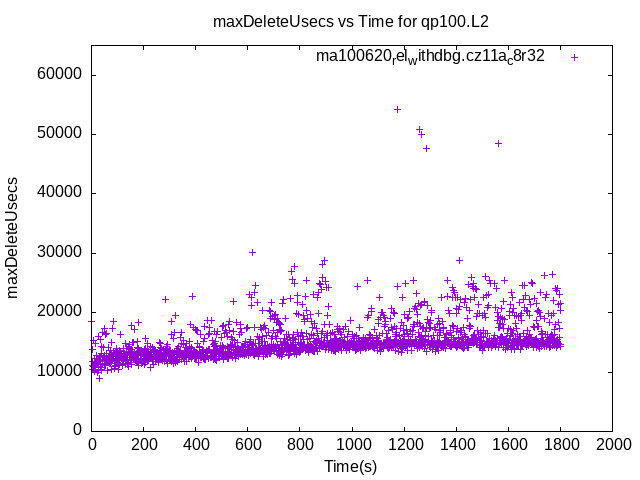 maxDeleteUsecs vs Time for qp100.L2
ma100620relwithdbg.cz11ac8r32
60000
50000
40000
30000
20000
10000
0
maxDeleteUsecs
0 200 400 600 800 1000 1200 1400 1600 1800 2000
Time(s)